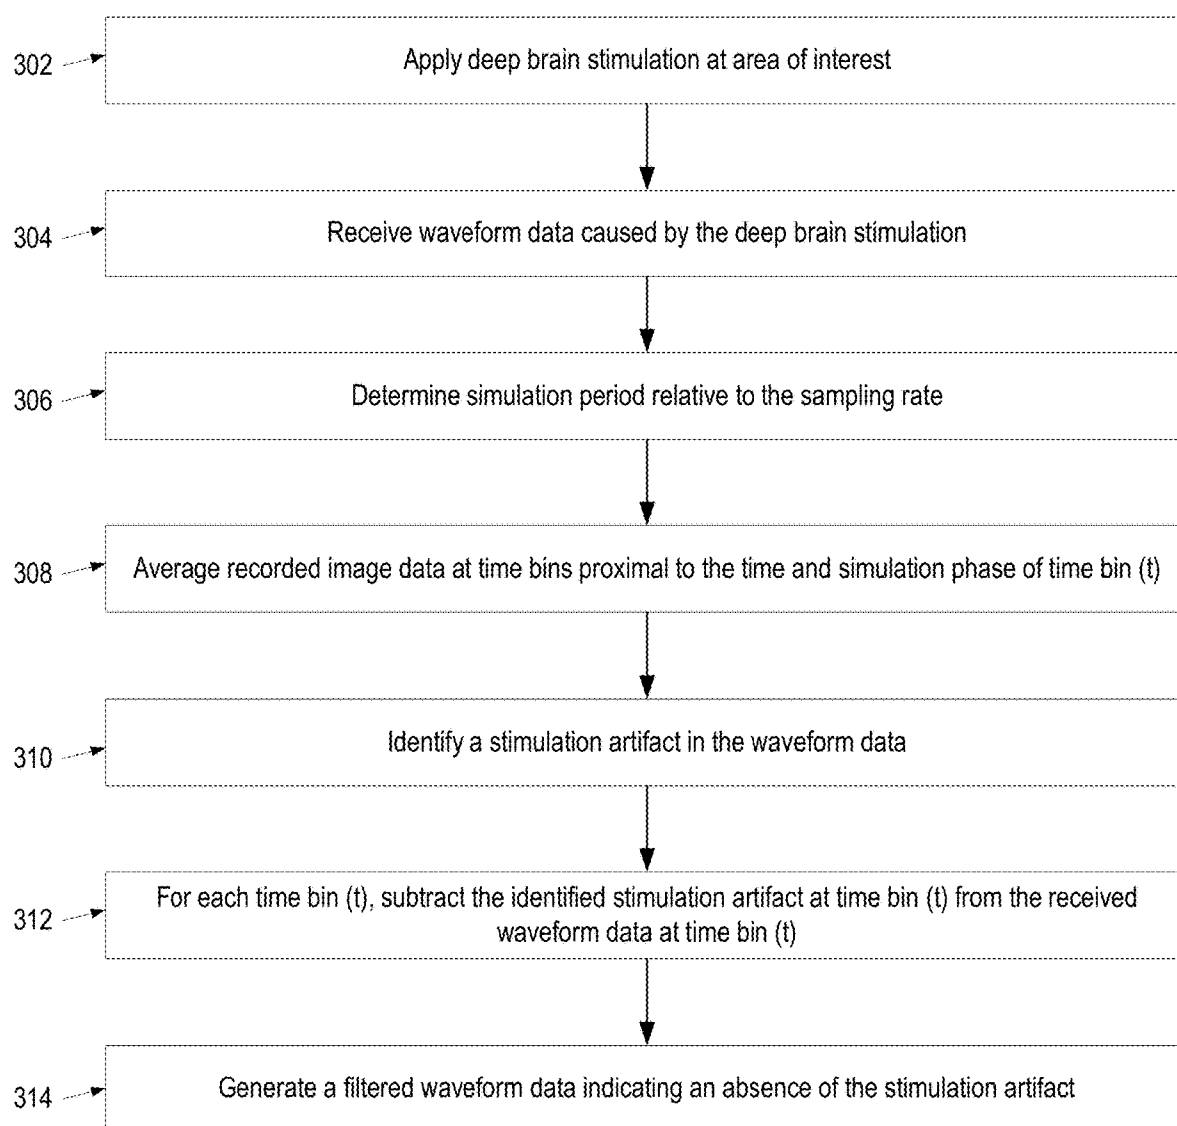 302
Apply deep brain stimulation at area of interest
304
Receive waveform data caused by the deep brain stimulation
306
Determine simulation period relative to the sampling rate
308
Average recorded image data at time bins proximal to the time and simulation phase of time bin (t)
310
Identify a stimulation artifact in the waveform data
312
For each time bin (t), subtract the identified stimulation artifact at time bin (t) from the received
waveform data at time bin (t)
314
Generate a filtered waveform data indicating an absence of the stimulation artifact